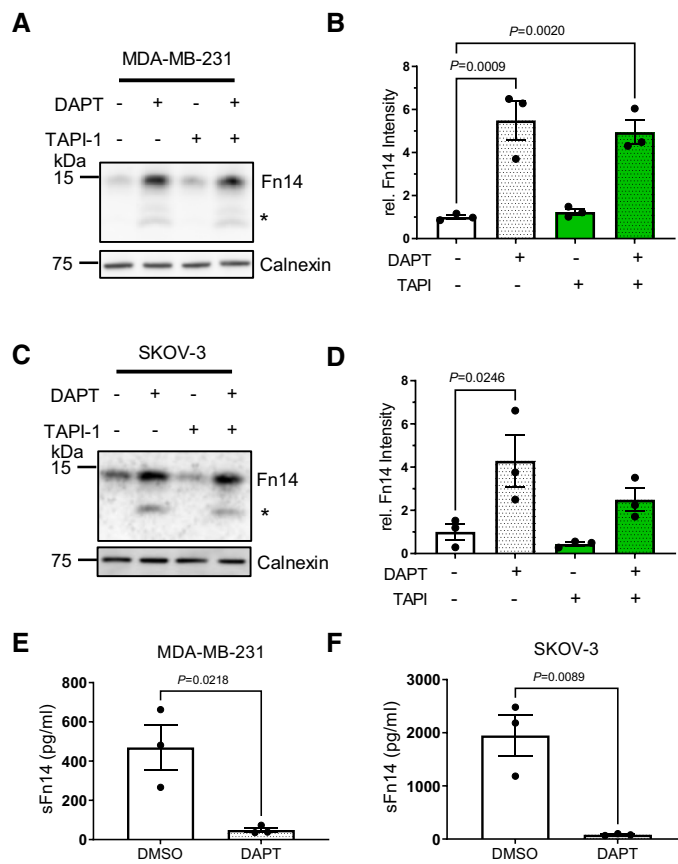 A
MDA-MB-231
DAPT - + - +
TAPI-1 - - + +
kDa
15
Fn14
*
75
Calnexin
B
P=0.0020
P=0.0009
rel. Fn14 Intensity
8
6
4
2
0
DAPT - + - +
TAPI - - + +
C
SKOV-3
DAPT - + - +
TAPI-1 - - + +
kDa
15
Fn14
*
75
Calnexin
D
P=0.0246
rel. Fn14 Intensity
8
6
4
2
0
DAPT - + - +
TAPI - - + +
E
MDA-MB-231
P=0.0218
sFn14 (pg/ml)
800
600
400
200
0
DMSO DAPT
F
SKOV-3
P=0.0089
sFn14 (pg/ml)
3000
2000
1000
0
DMSO DAPT